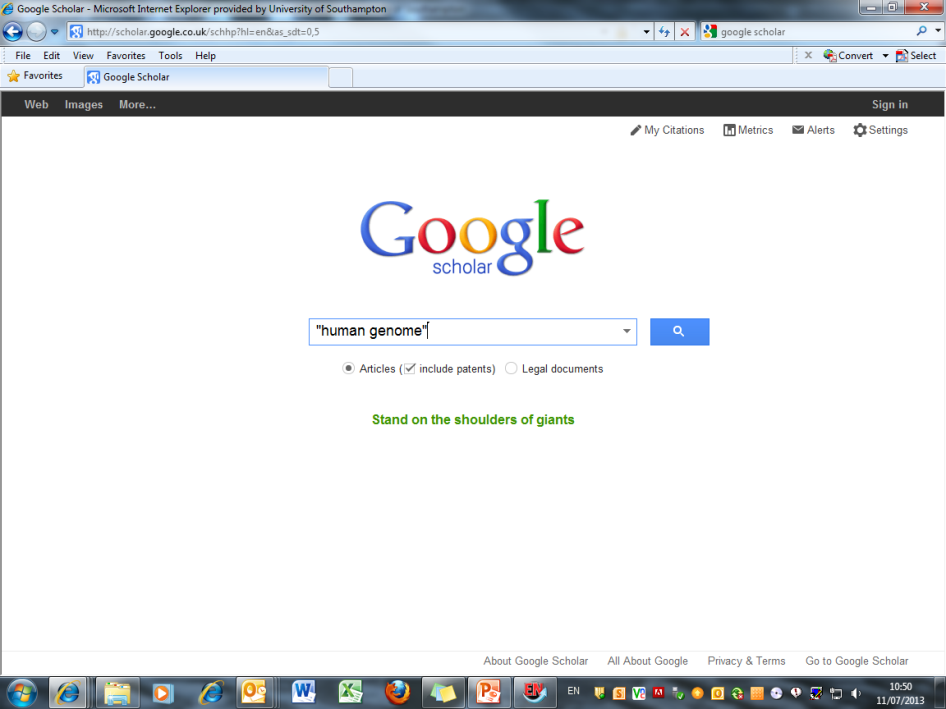 Google Scholar - Microsoft Internet Explorer provided by University of Southampton
http://scholar.google.co.uk/schhp?hl=en&as_sdt=0,5
google scholar
File Edit View Favorites Tools Help
Convert Select
Favorites
Google Scholar
Web Images More... Sign in
My Citations Metrics Alerts Settings
Google
scholar
"human genome"
Articles (include patents) Legal documents
Stand on the shoulders of giants
About Google Scholar All About Google Privacy & Terms Go to Google Scholar
EN
10:50
11/07/2013